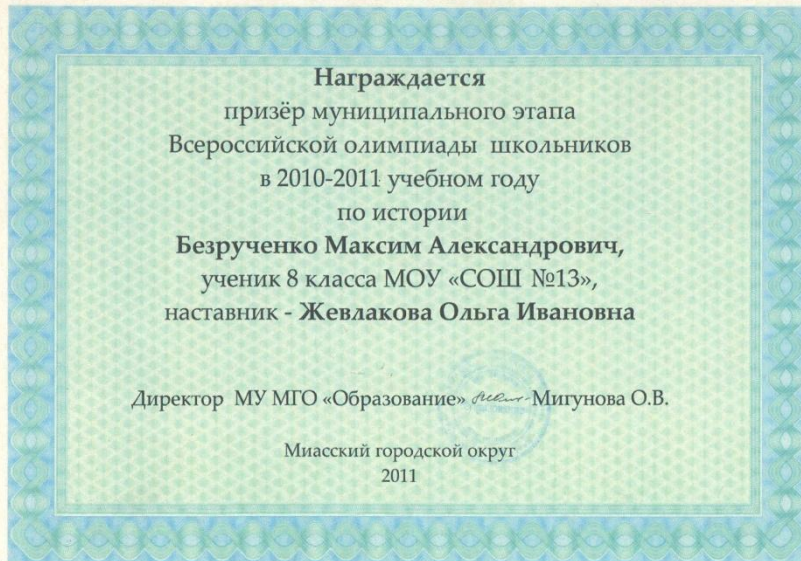 Награждается
призёр муниципального этапа
Всероссийской олимпиады школьников
в 2010-2011 учебном году
по истории
Безрученко Максим Александрович,
ученик 8 класса МОУ «СОШ №13»,
наставник - Жевлакова Ольга Ивановна
Директор МУ МГО «Образование» Мигунова О.В.
Миасский городской округ
2011